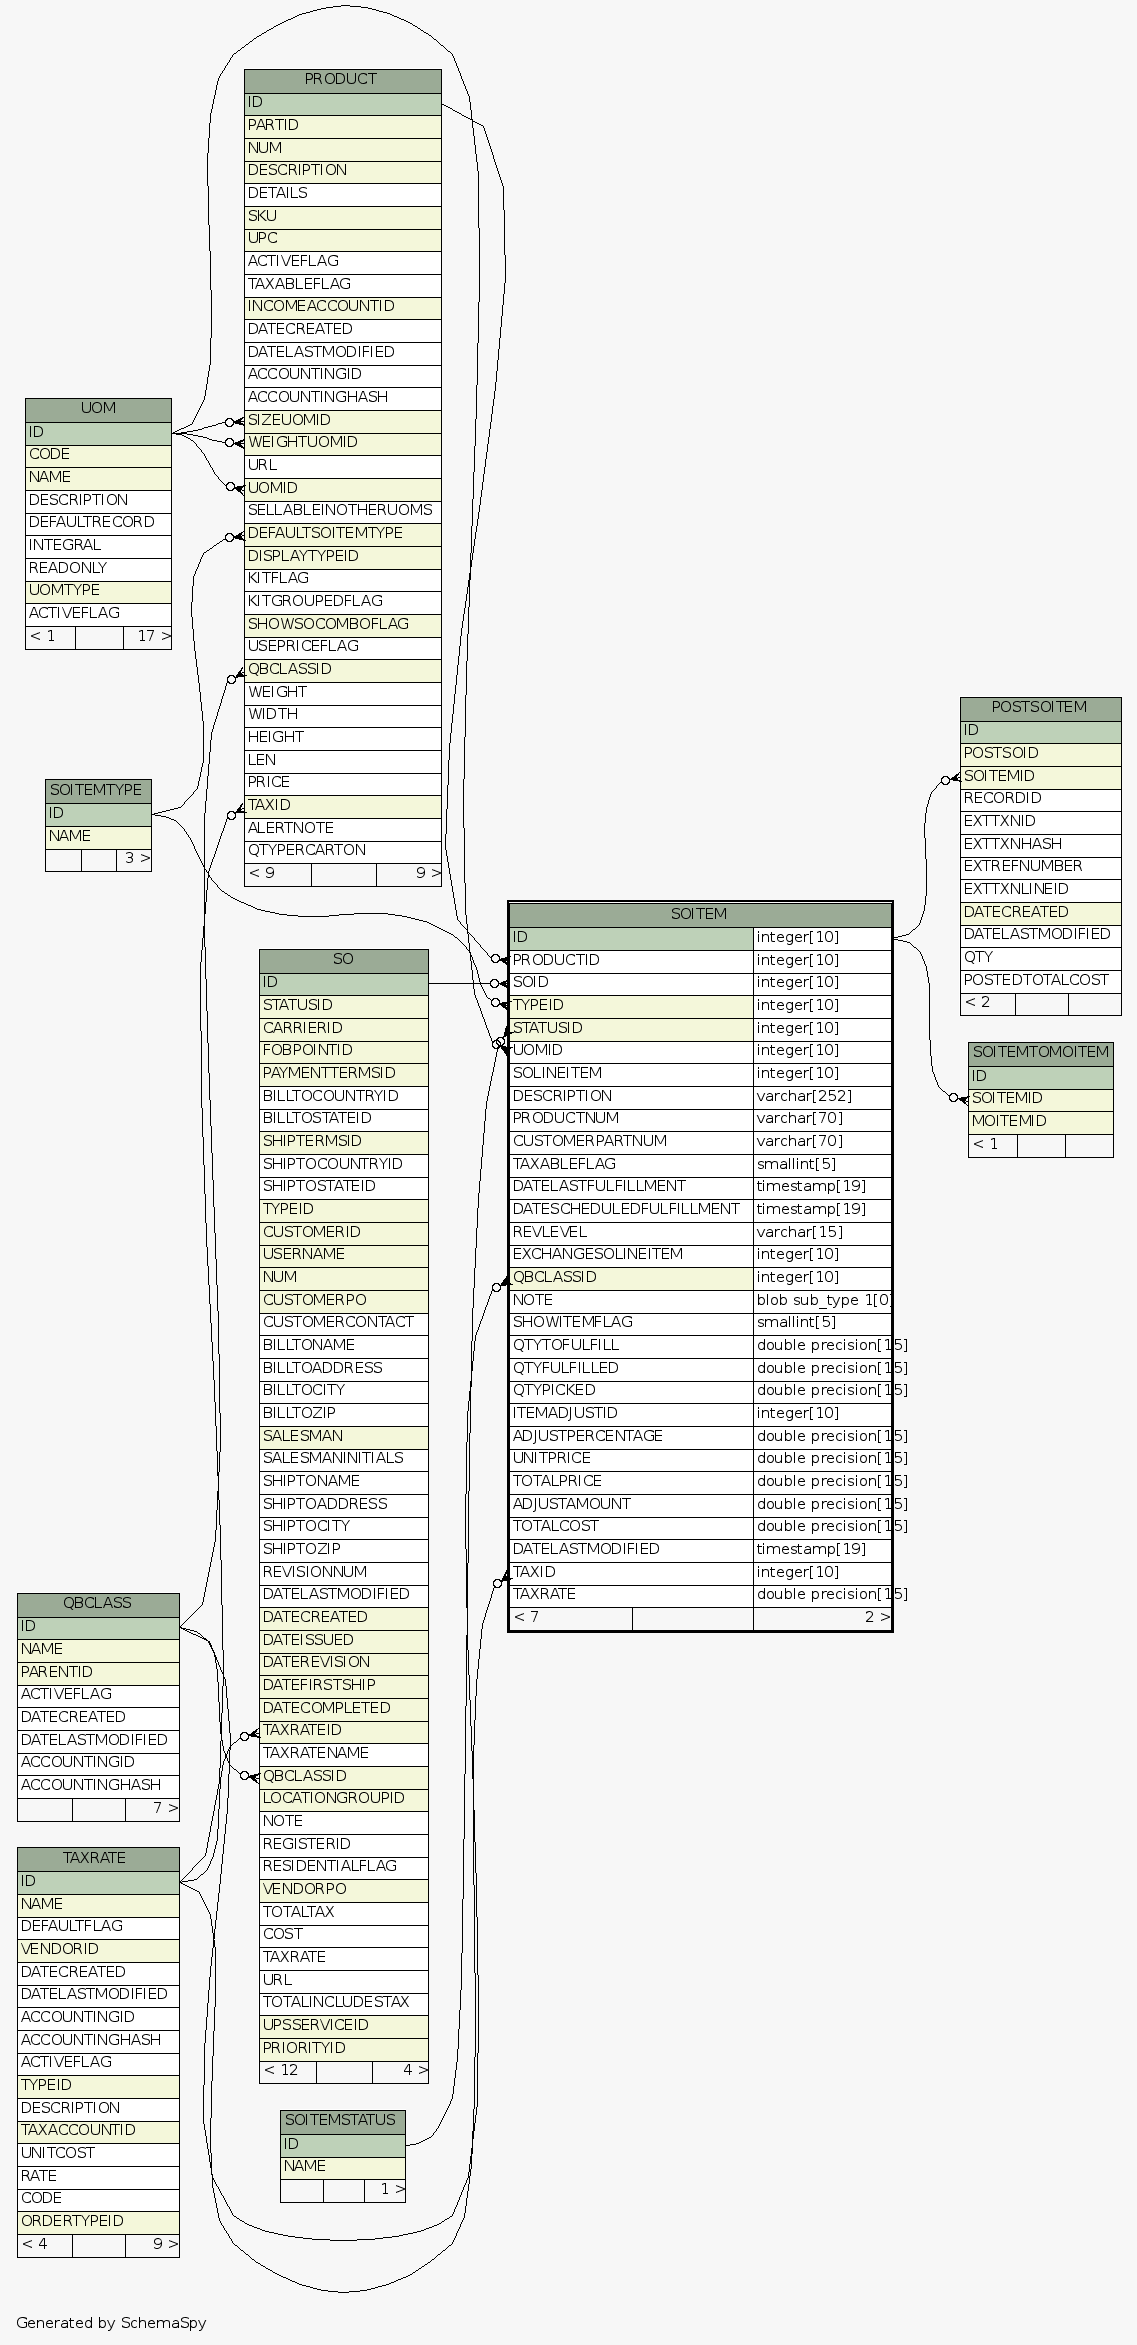 PRODUCT
ID
PARTID
NUM
DESCRIPTION
DETAILS
SKU
UPC
ACTIVEFLAG
TAXABLEFLAG
INCOMEACCOUNTID
DATECREATED
DATELASTMODIFIED
ACCOUNTINGID
ACCOUNTINGHASH
SIZEUOMID
WEIGHTUOMID
URL
UOMID
SELLABLEINOTHERUOMS
DEFAULTSOITEMTYPE
DISPLAYTYPEID
KITFLAG
KITGROUPEDFLAG
SHOWSOCOMBOFLAG
USEPRICEFLAG
QBCLASSID
WEIGHT
WIDTH
HEIGHT
LEN
PRICE
TAXID
ALERTNOTE
QTYPERCARTON
< 9 9 >
UOM
ID
CODE
NAME
DESCRIPTION
DEFAULTRECORD
INTEGRAL
READONLY
UOMTYPE
ACTIVEFLAG
< 1 17 >
SOITEMTYPE
ID
NAME
3 >
POSTSOITEM
ID
POSTSOID
SOITEMID
RECORDID
EXTTXNID
EXTTXNHASH
EXTREFNUMBER
EXTTXNLINEID
DATECREATED
DATELASTMODIFIED
QTY
POSTEDTOTALCOST
< 2
SOITEMTOMOITEM
ID
SOITEMID
MOITEMID
< 1
SOITEM
ID integer[10]
PRODUCTID integer[10]
SOID integer[10]
TYPEID integer[10]
STATUSID integer[10]
UOMID integer[10]
SOLINEITEM integer[10]
DESCRIPTION varchar[252]
PRODUCTNUM varchar[70]
CUSTOMERPARTNUM varchar[70]
TAXABLEFLAG smallint[5]
DATELASTFULFILLMENT timestamp[19]
DATESCHEDULEDFULFILLMENT timestamp[19]
REVLEVEL varchar[15]
EXCHANGESOLINEITEM integer[10]
QBCLASSID integer[10]
NOTE blob sub_type 1[0]
SHOWITEMFLAG smallint[5]
QTYTOFULFILL double precision[15]
QTYFULFILLED double precision[15]
QTYPICKED double precision[15]
ITEMADJUSTID integer[10]
ADJUSTPERCENTAGE double precision[15]
UNITPRICE double precision[15]
TOTALPRICE double precision[15]
ADJUSTAMOUNT double precision[15]
TOTALCOST double precision[15]
DATELASTMODIFIED timestamp[19]
TAXID integer[10]
TAXRATE double precision[15]
< 7 2 >
SO
ID
STATUSID
CARRIERID
FOBPOINTID
PAYMENTTERMSID
BILLTOCOUNTRYID
BILLTOSTATEID
SHIPTERMSID
SHIPTOCOUNTRYID
SHIPTOSTATEID
TYPEID
CUSTOMERID
USERNAME
NUM
CUSTOMERPO
CUSTOMERCONTACT
BILLTONAME
BILLTOADDRESS
BILLTOCITY
BILLTOZIP
SALESMAN
SALESMANINITIALS
SHIPTONAME
SHIPTOADDRESS
SHIPTOCITY
SHIPTOZIP
REVISIONNUM
DATELASTMODIFIED
DATECREATED
DATEISSUED
DATEREVISION
DATEFIRSTSHIP
DATECOMPLETED
TAXRATEID
TAXRATENAME
QBCLASSID
LOCATIONGROUPID
NOTE
REGISTERID
RESIDENTIALFLAG
VENDORPO
TOTALTAX
COST
TAXRATE
URL
TOTALINCLUDESTAX
UPSSERVICEID
PRIORITYID
< 12 4 >
QBCLASS
ID
NAME
PARENTID
ACTIVEFLAG
DATECREATED
DATELASTMODIFIED
ACCOUNTINGID
ACCOUNTINGHASH
7 >
TAXRATE
ID
NAME
DEFAULTFLAG
VENDORID
DATECREATED
DATELASTMODIFIED
ACCOUNTINGID
ACCOUNTINGHASH
ACTIVEFLAG
TYPEID
DESCRIPTION
TAXACCOUNTID
UNITCOST
RATE
CODE
ORDERTYPEID
< 4 9 >
SOITEMSTATUS
ID
NAME
1 >
Generated by SchemaSpy